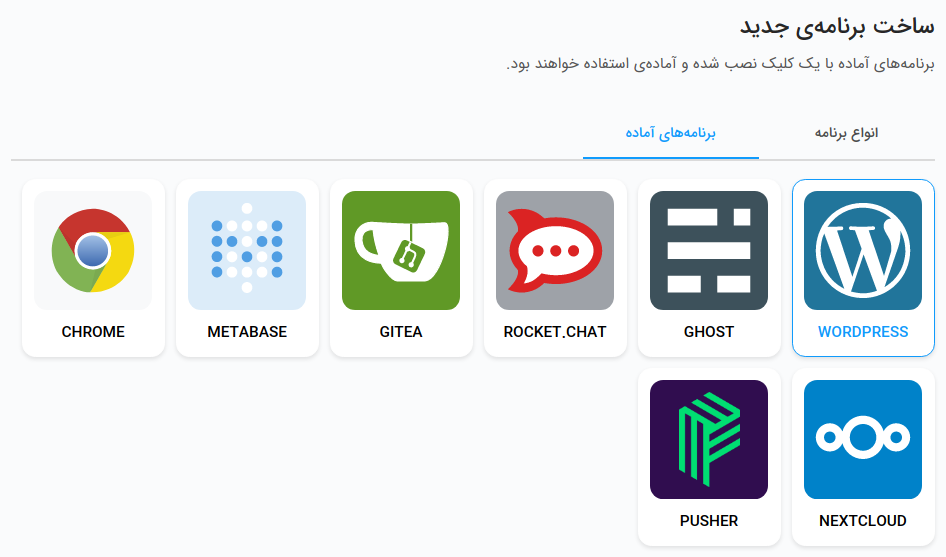 ساخت برنامه‌ی جدید
برنامه‌های آماده با یک کلیک نصب شده و آماده‌ی استفاده خواهند بود.
انواع برنامه
برنامه‌های آماده
WORDPRESS
GHOST
ROCKET.CHAT
GITEA
METABASE
CHROME
NEXTCLOUD
PUSHER